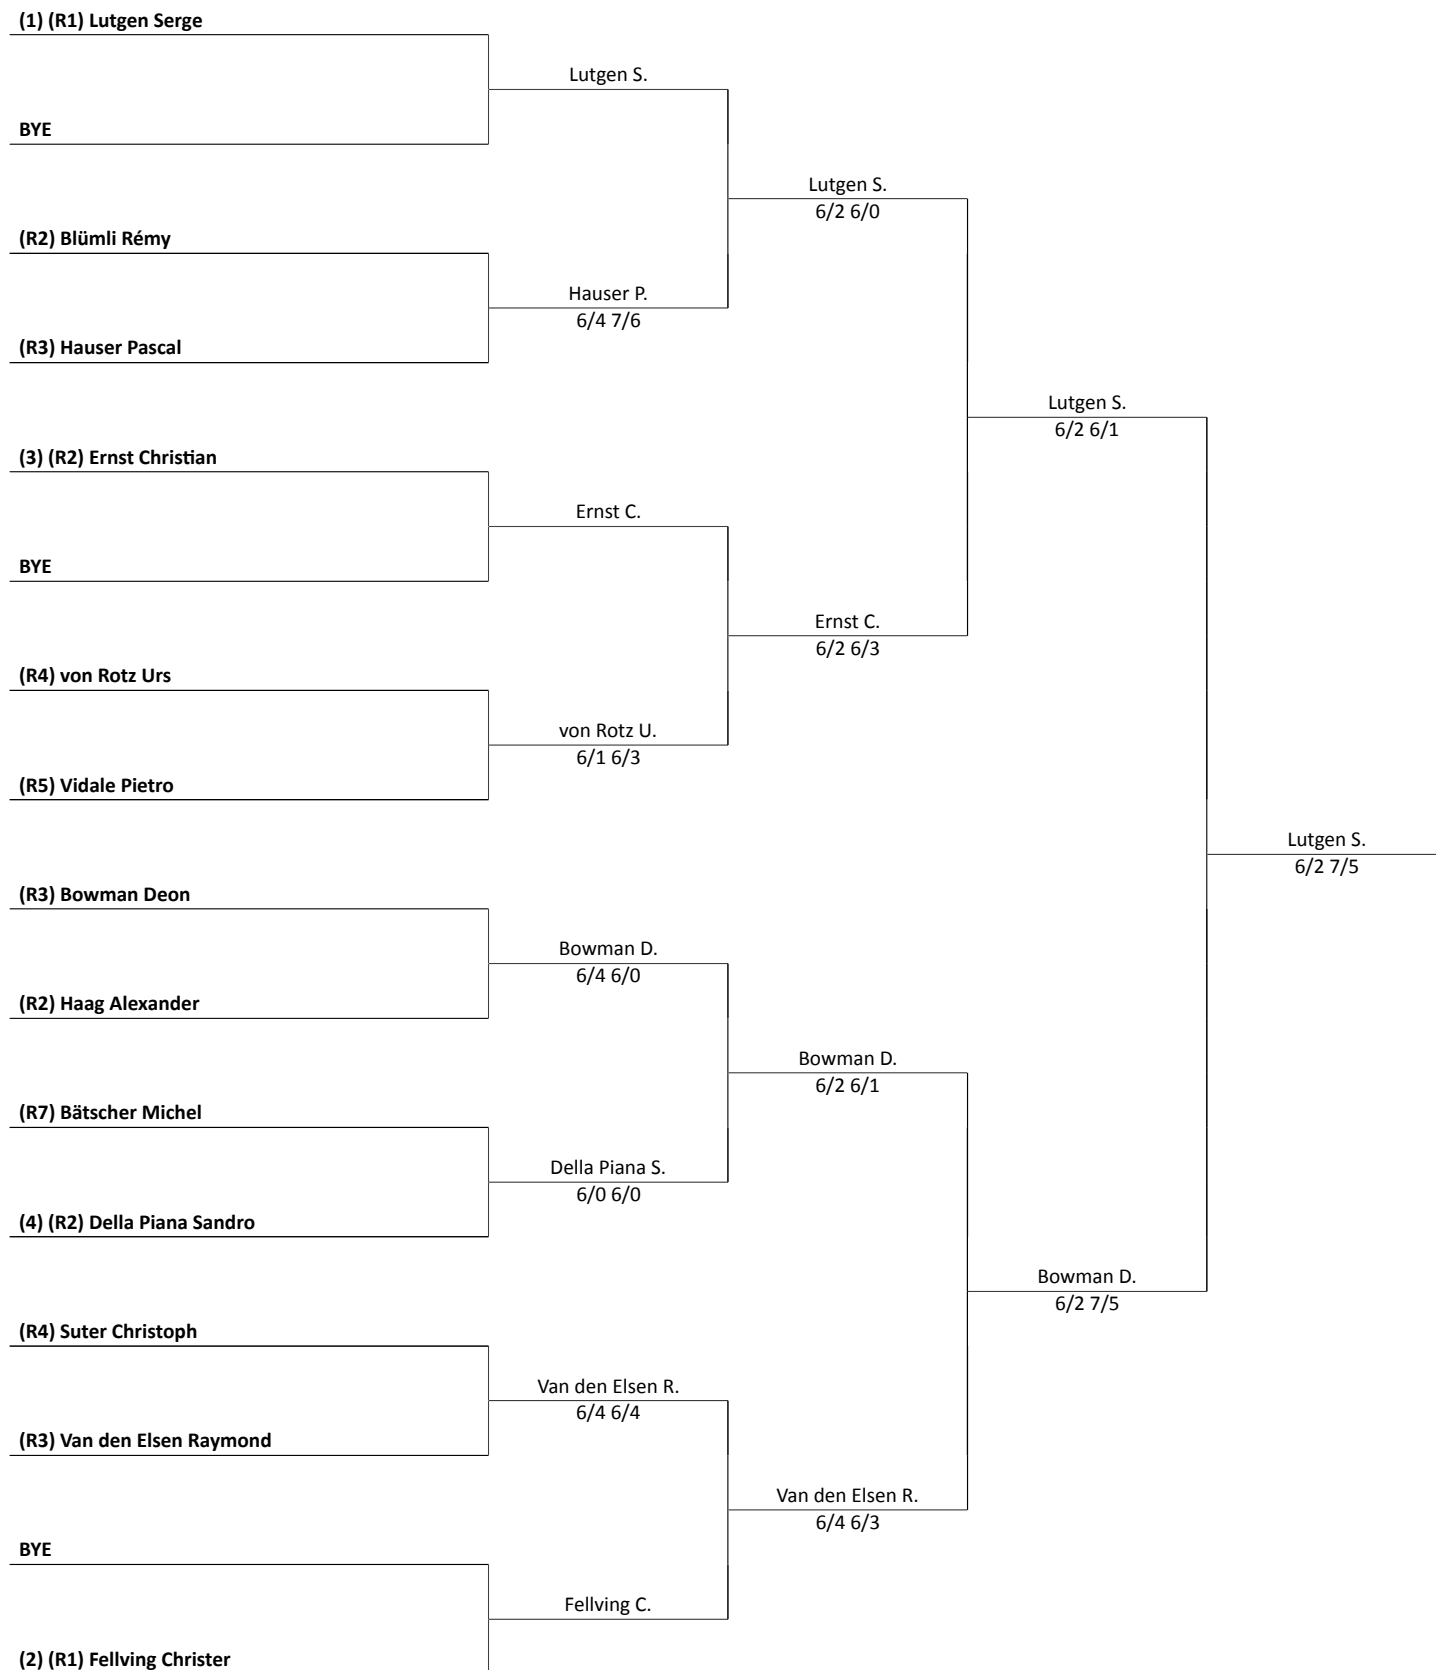 (1) (R1) Lutgen Serge
Lutgen S.
BYE
Lutgen S.
6/2 6/0
(R2) Blümli Rémy
Hauser P.
6/4 7/6
(R3) Hauser Pascal
Lutgen S.
6/2 6/1
(3) (R2) Ernst Christian
Ernst C.
BYE
Ernst C.
6/2 6/3
(R4) von Rotz Urs
von Rotz U.
6/1 6/3
(R5) Vidale Pietro
Lutgen S.
6/2 7/5
(R3) Bowman Deon
Bowman D.
6/4 6/0
(R2) Haag Alexander
Bowman D.
6/2 6/1
(R7) Bätscher Michel
Della Piana S.
6/0 6/0
(4) (R2) Della Piana Sandro
Bowman D.
6/2 7/5
(R4) Suter Christoph
Van den Elsen R.
6/4 6/4
(R3) Van den Elsen Raymond
Van den Elsen R.
6/4 6/3
BYE
Fellving C.
(2) (R1) Fellving Christer